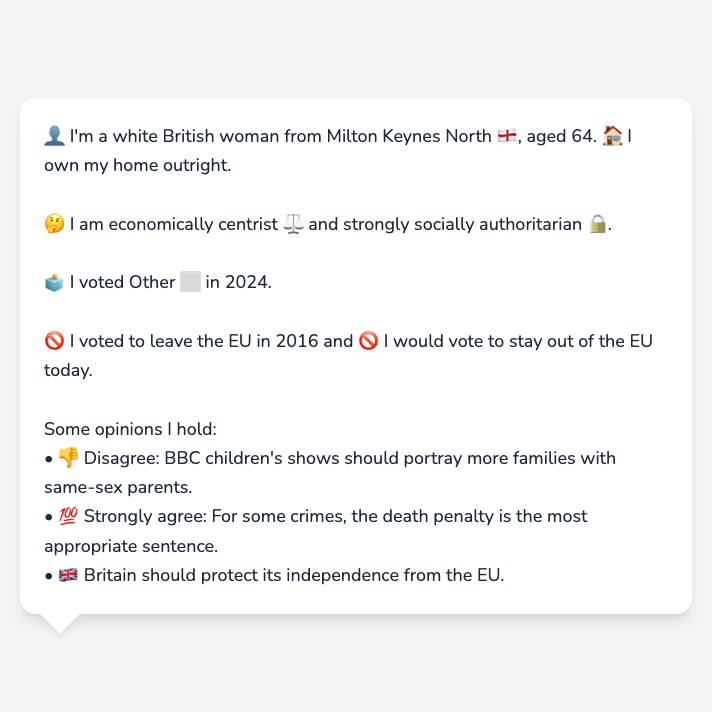 👤 I'm a white British woman from Milton Keynes North 🏴󠁧󠁢󠁥󠁮󠁧󠁿, aged 64. 🏠 I
own my home outright.
🤔 I am economically centrist ⚖️ and strongly socially authoritarian 🔒.
🗳️ I voted Other ⬜ in 2024.
🚫 I voted to leave the EU in 2016 and 🚫 I would vote to stay out of the EU
today.
Some opinions I hold:
• 👎 Disagree: BBC children's shows should portray more families with
same-sex parents.
• 💯 Strongly agree: For some crimes, the death penalty is the most
appropriate sentence.
• 🇬🇧 Britain should protect its independence from the EU.